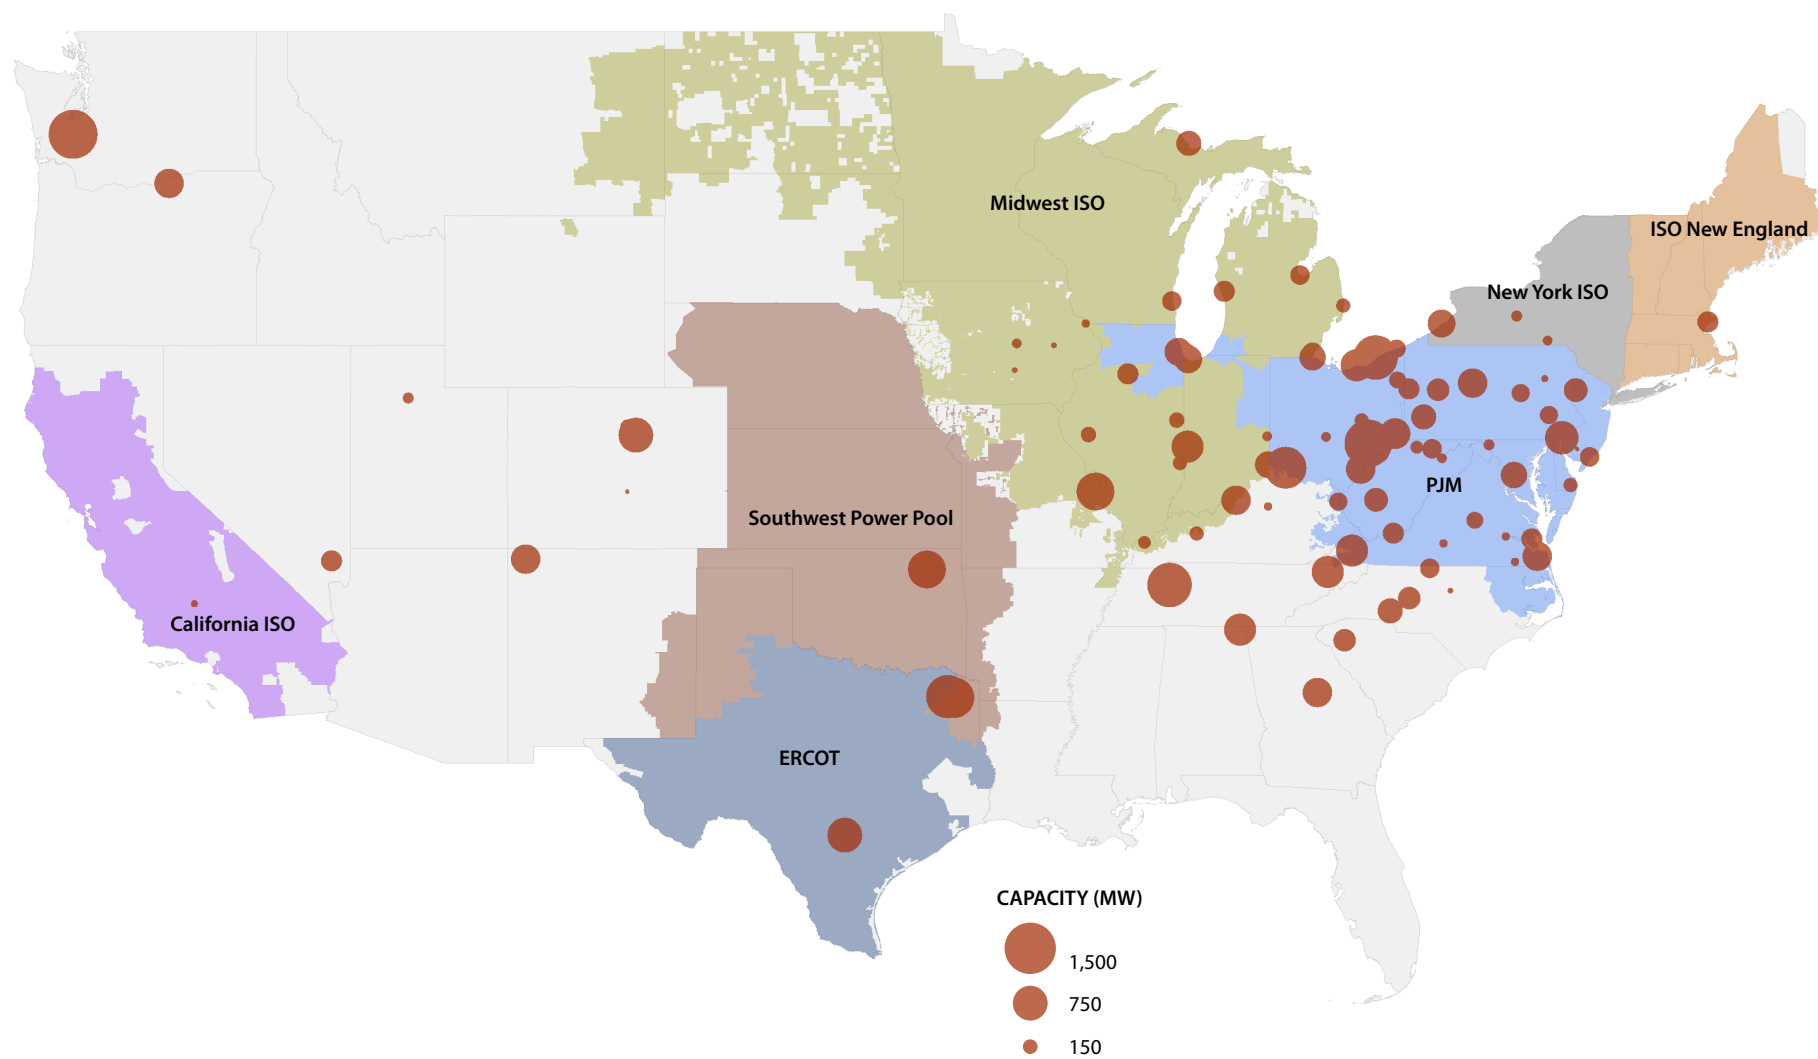 Midwest ISO
ISO New England
New York ISO
PJM
Southwest Power Pool
California ISO
ERCOT
CAPACITY (MW)
1,500
750
150